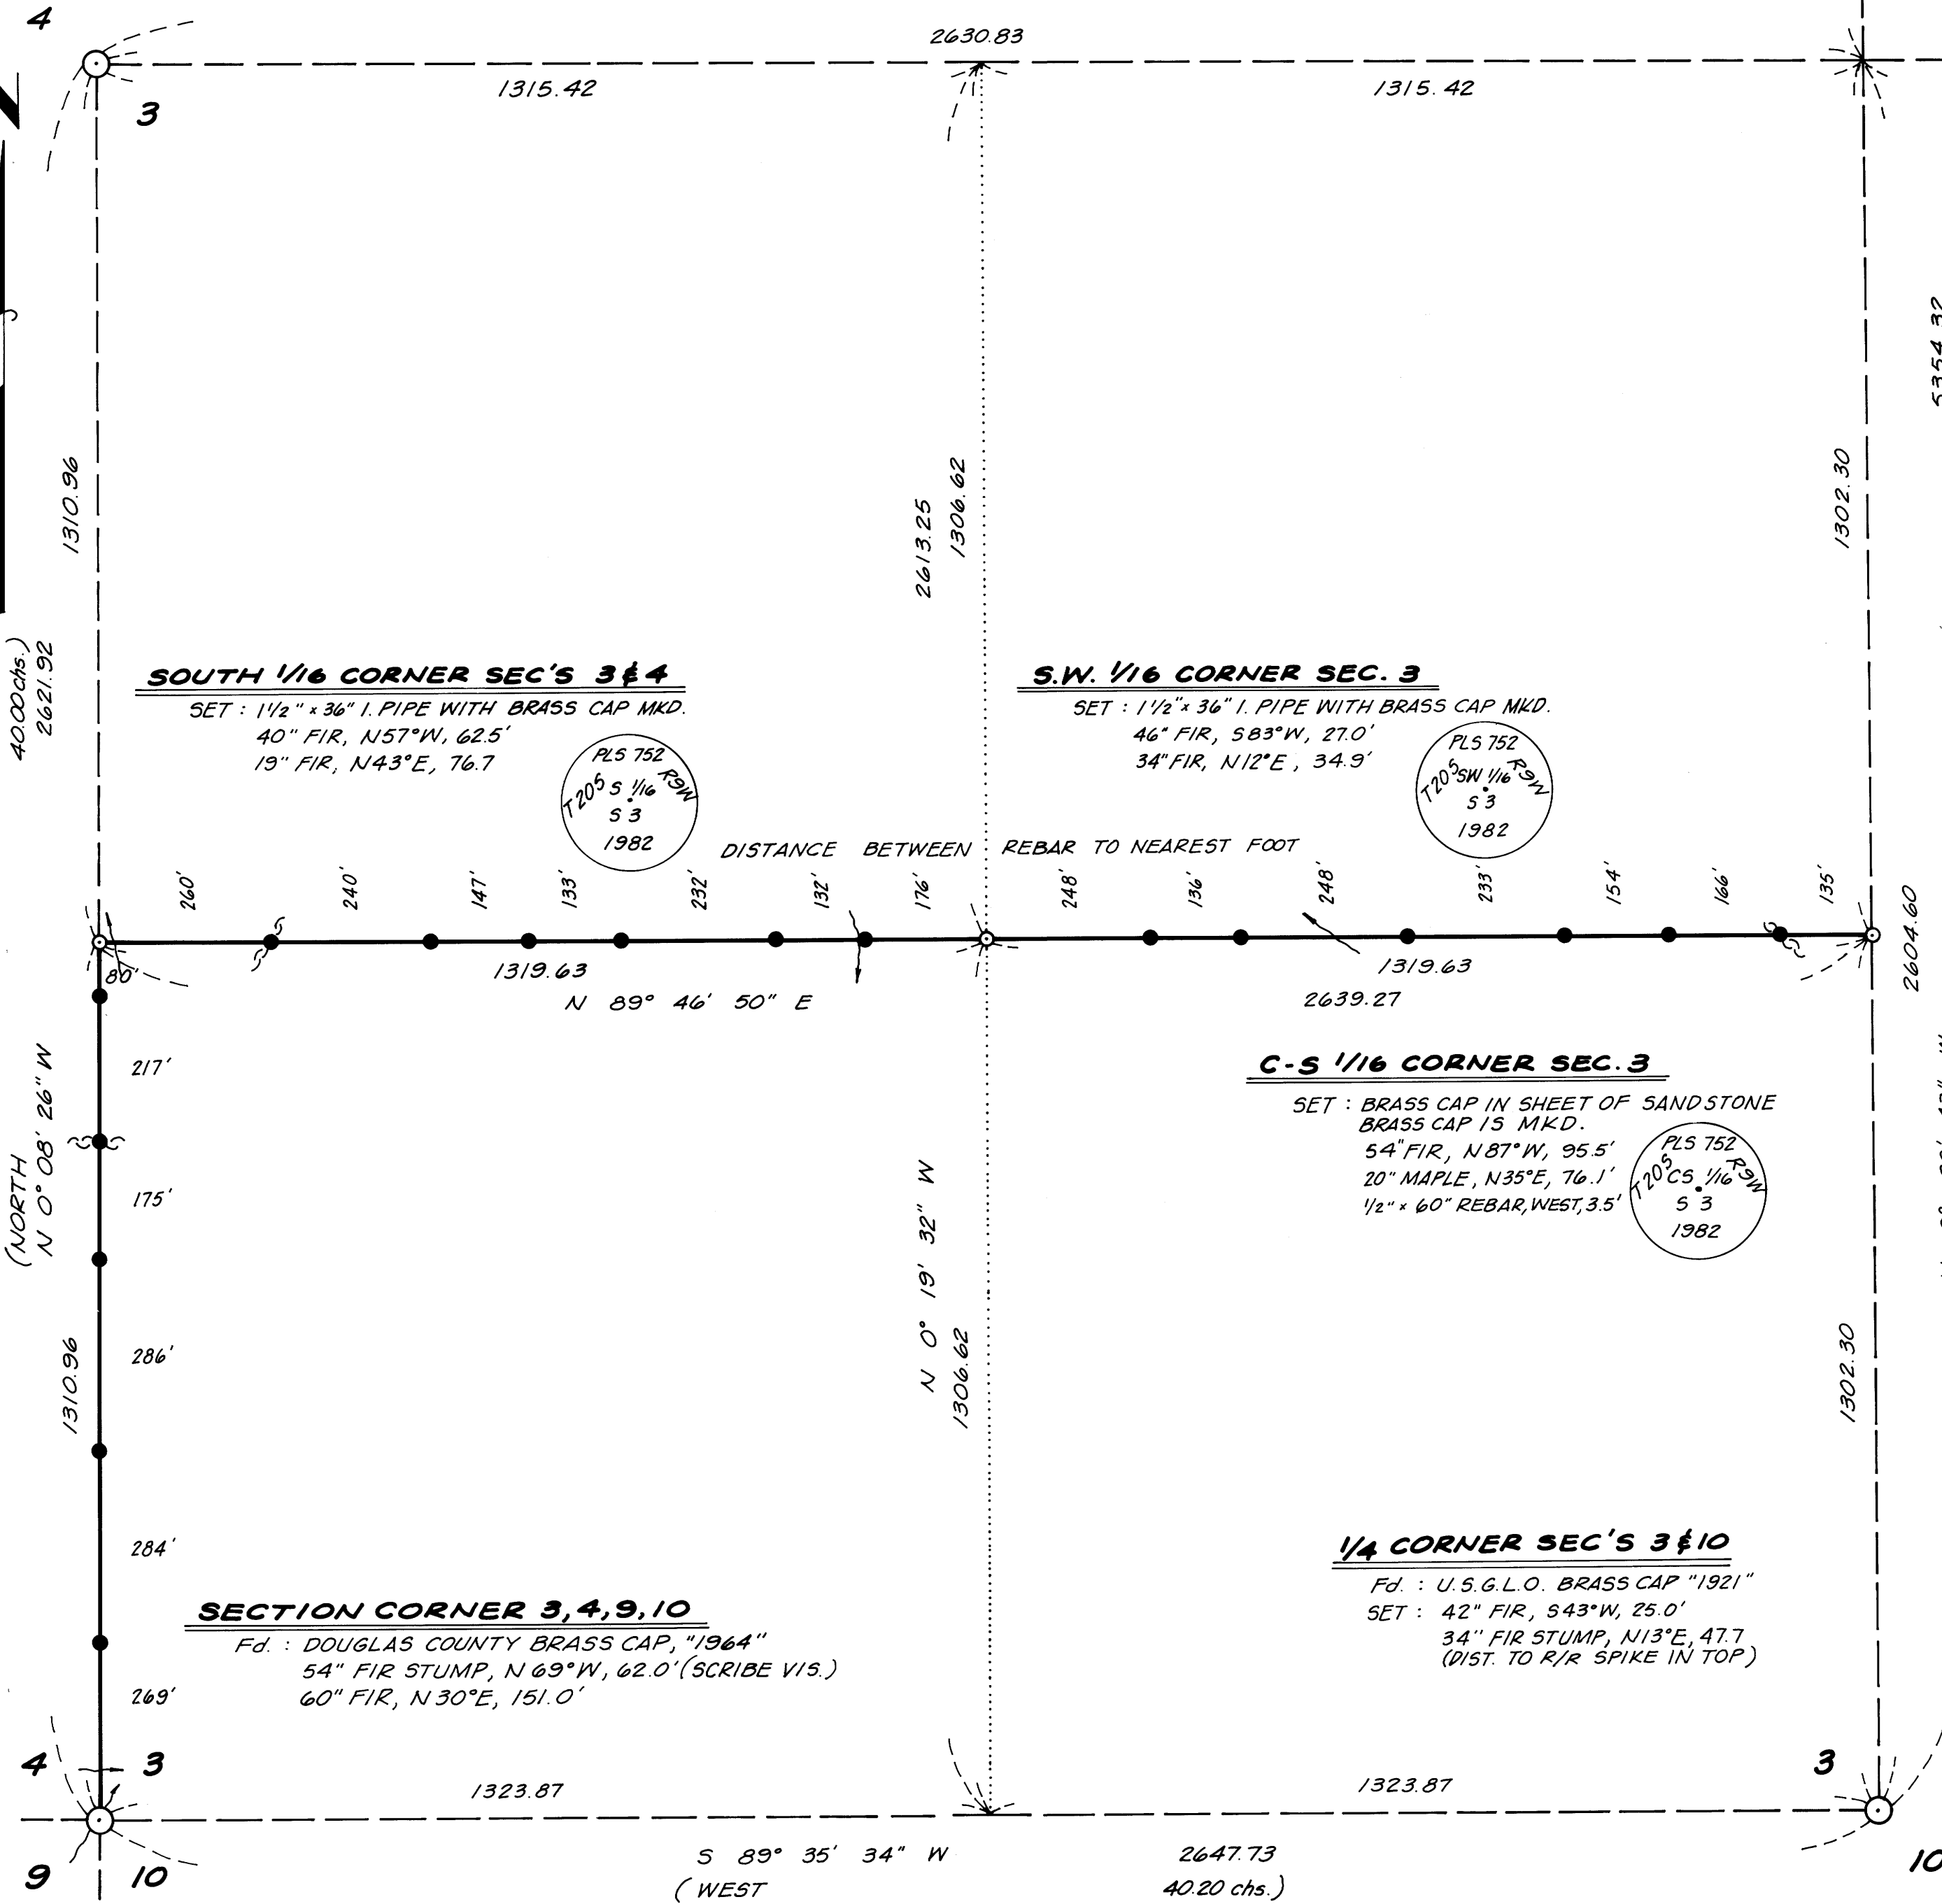 4
2630.83
1315.42
1315.42
3
5354.32
1310.96
2613.25
1306.62
1302.30
40.00 chs.)
2621.92
SOUTH 1/16 CORNER SEC'S 3 & 4
SET : 1 1/2" x 36" I. PIPE WITH BRASS CAP MKD.
40" FIR, N57°W, 62.5'
19" FIR, N43°E, 76.7
PLS 752
T20S S 1/16 R9W
S 3
1982
S.W. 1/16 CORNER SEC. 3
SET : 1 1/2" x 36" I. PIPE WITH BRASS CAP MKD.
46" FIR, S83°W, 27.0'
34" FIR, N12°E, 34.9'
PLS 752
T20S SW 1/16 R9W
S 3
1982
DISTANCE BETWEEN REBAR TO NEAREST FOOT
260'
240'
147'
133'
232'
132'
176'
248'
136'
248'
233'
154'
166'
135'
2604.60
80'
1319.63
1319.63
N 89° 46' 50" E
2639.27
217'
(NORTH
N 0° 08' 26" W
C-S 1/16 CORNER SEC. 3
SET : BRASS CAP IN SHEET OF SANDSTONE
BRASS CAP IS MKD.
54" FIR, N87°W, 95.5'
20" MAPLE, N35°E, 76.1'
1/2" x 60" REBAR, WEST, 3.5'
PLS 752
T20S CS 1/16 R9W
S 3
1982
175'
N 0° 19' 32" W
1306.62
1310.96
286'
1302.30
284'
1/4 CORNER SEC'S 3 & 10
Fd. : U.S.G.L.O. BRASS CAP "1921"
SET : 42" FIR, S43°W, 25.0'
34" FIR STUMP, N13°E, 47.7
(DIST. TO R/R SPIKE IN TOP)
SECTION CORNER 3, 4, 9, 10
Fd. : DOUGLAS COUNTY BRASS CAP, "1964"
54" FIR STUMP, N69°W, 62.0' (SCRIBE VIS.)
60" FIR, N30°E, 151.0'
269'
4 3
3
1323.87
1323.87
S 89° 35' 34" W 2647.73
(WEST 40.20 chs.)
9 10
10